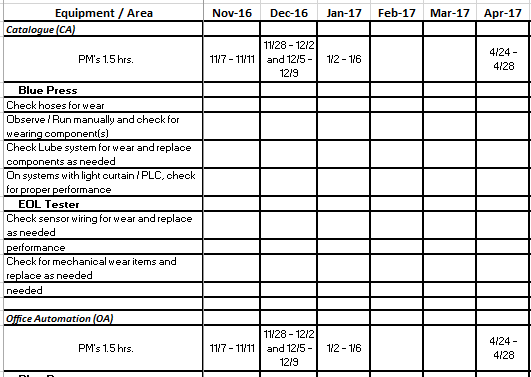 Equipment / Area Nov-16 Dec-16 Jan-17 Feb-17 Mar-17 Apr-17
Catalogue (CA)
PM's 1.5 hrs. 11/7 - 11/11 11/28 - 12/2 and 12/5 - 12/9 1/2 - 1/6 4/24 - 4/28
Blue Press
Check hoses for wear
Observe / Run manually and check for
wearing component(s)
Check Lube system for wear and replace
components as needed
On systems with light curtain / PLC, check
for proper performance
EOL Tester
Check sensor wiring for wear and replace
as needed
performance
Check for mechanical wear items and
replace as needed
needed
Office Automation (OA)
PM's 1.5 hrs. 11/7 - 11/11 11/28 - 12/2 and 12/5 - 12/9 1/2 - 1/6 4/24 - 4/28